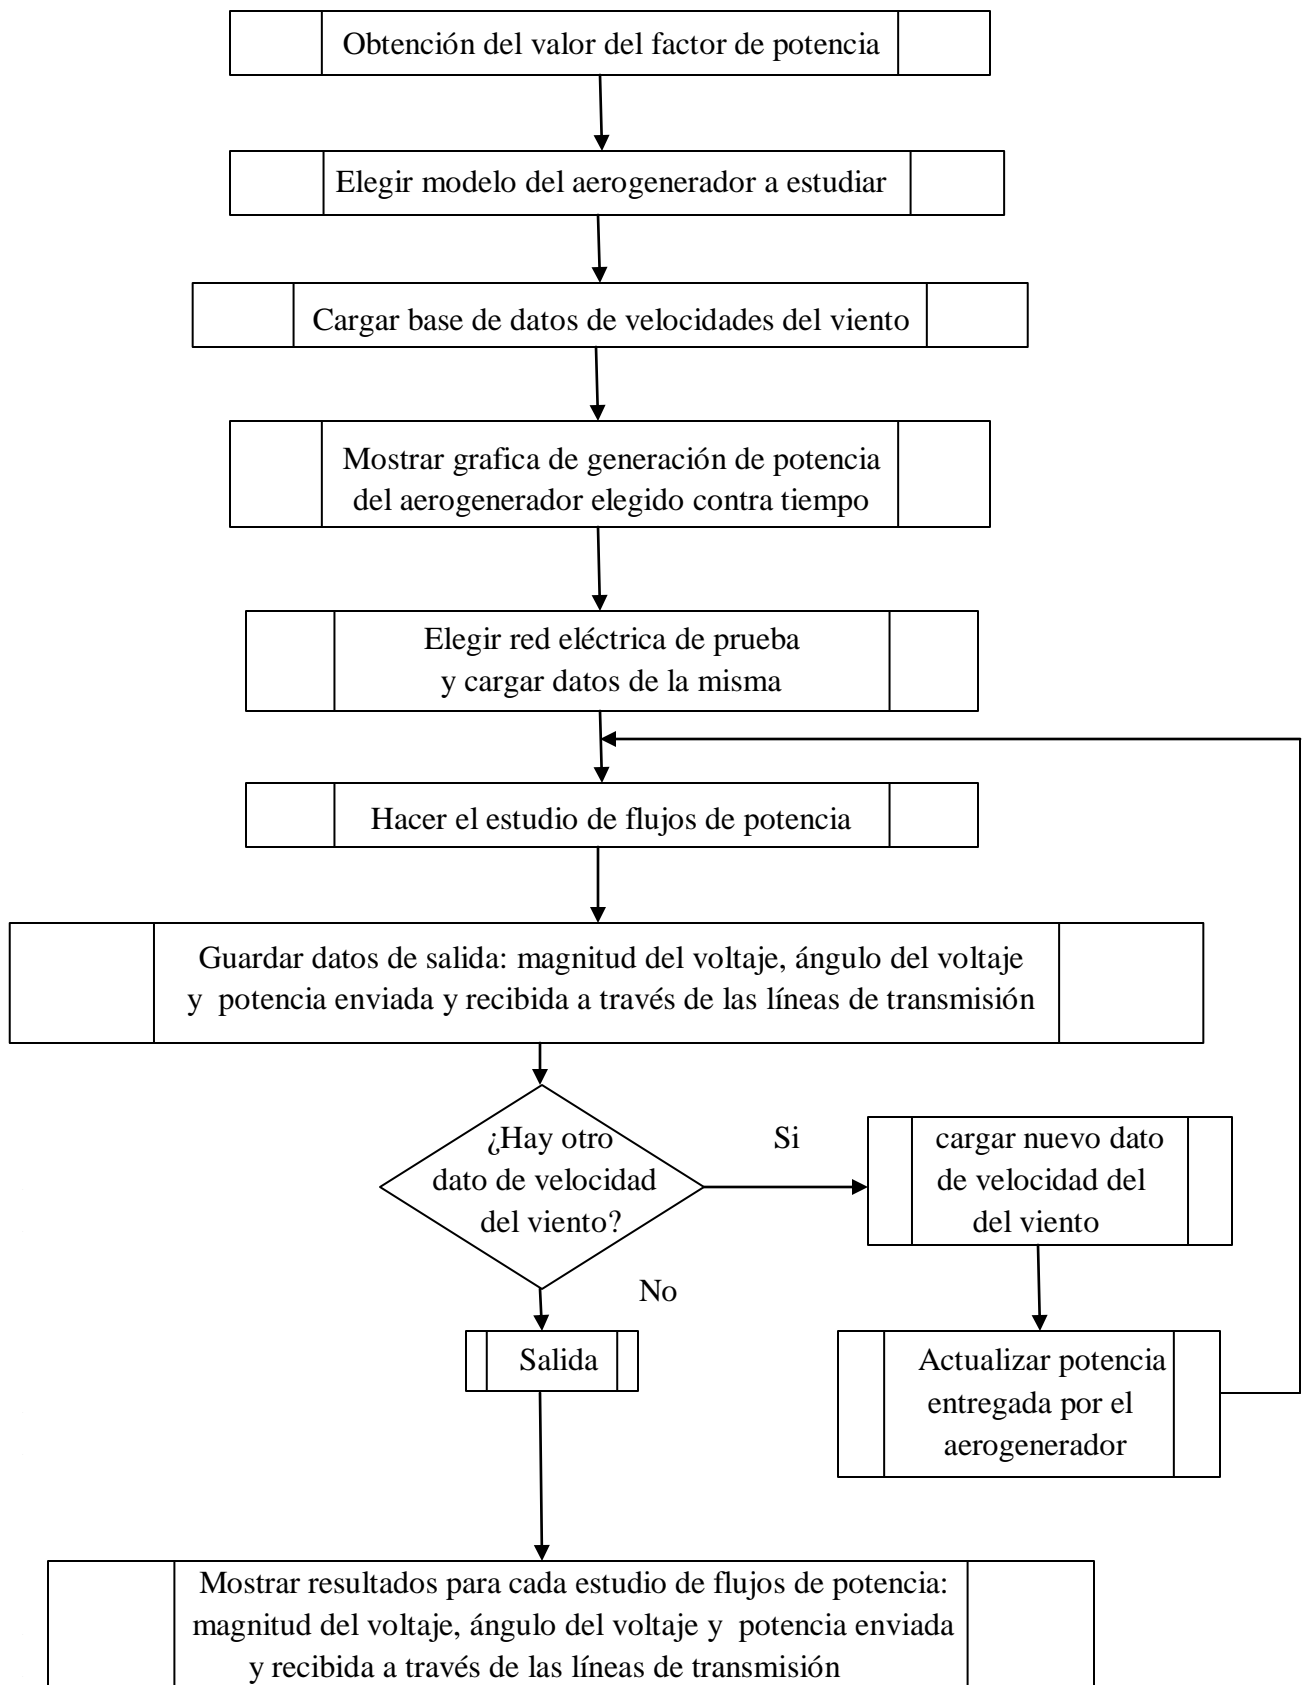 Obtención del valor del factor de potencia
Elegir modelo del aerogenerador a estudiar
Cargar base de datos de velocidades del viento
Mostrar grafica de generación de potencia
del aerogenerador elegido contra tiempo
Elegir red eléctrica de prueba
y cargar datos de la misma
Hacer el estudio de flujos de potencia
Guardar datos de salida: magnitud del voltaje, ángulo del voltaje
y potencia enviada y recibida a través de las líneas de transmisión
¿Hay otro
dato de velocidad
del viento?
Si
cargar nuevo dato
de velocidad del
del viento
No
Salida
Actualizar potencia
entregada por el
aerogenerador
Mostrar resultados para cada estudio de flujos de potencia:
magnitud del voltaje, ángulo del voltaje y potencia enviada
y recibida a través de las líneas de transmisión